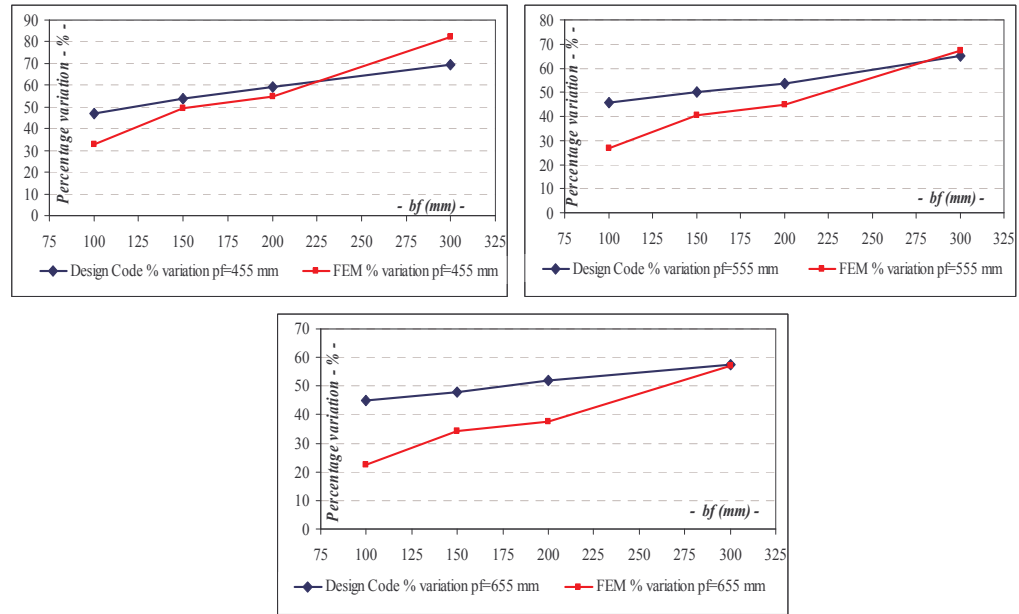 Percentage variation - % -
90
80
70
60
50
40
30
20
10
0
- bf (mm) -
75 100 125 150 175 200 225 250 275 300 325
Design Code % variation pf=455 mm FEM % variation pf=455 mm
Percentage variation - % -
80
70
60
50
40
30
20
10
0
- bf (mm) -
75 100 125 150 175 200 225 250 275 300 325
Design Code % variation pf=555 mm FEM % variation pf=555 mm
Percentage variation - % -
70
60
50
40
30
20
10
0
- bf (mm) -
75 100 125 150 175 200 225 250 275 300 325
Design Code % variation pf=655 mm FEM % variation pf=655 mm